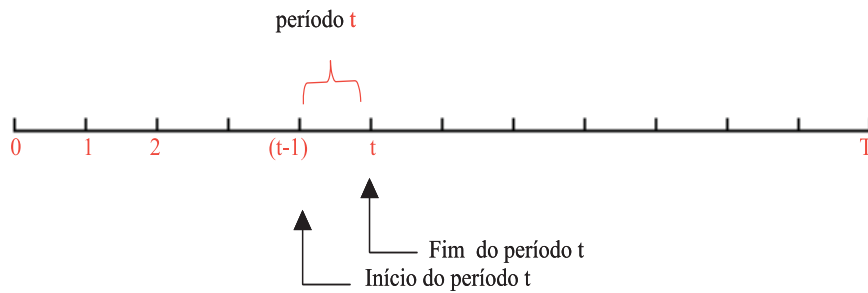 período t
0 1 2 (t-1) t T
Fim do período t
Início do período t